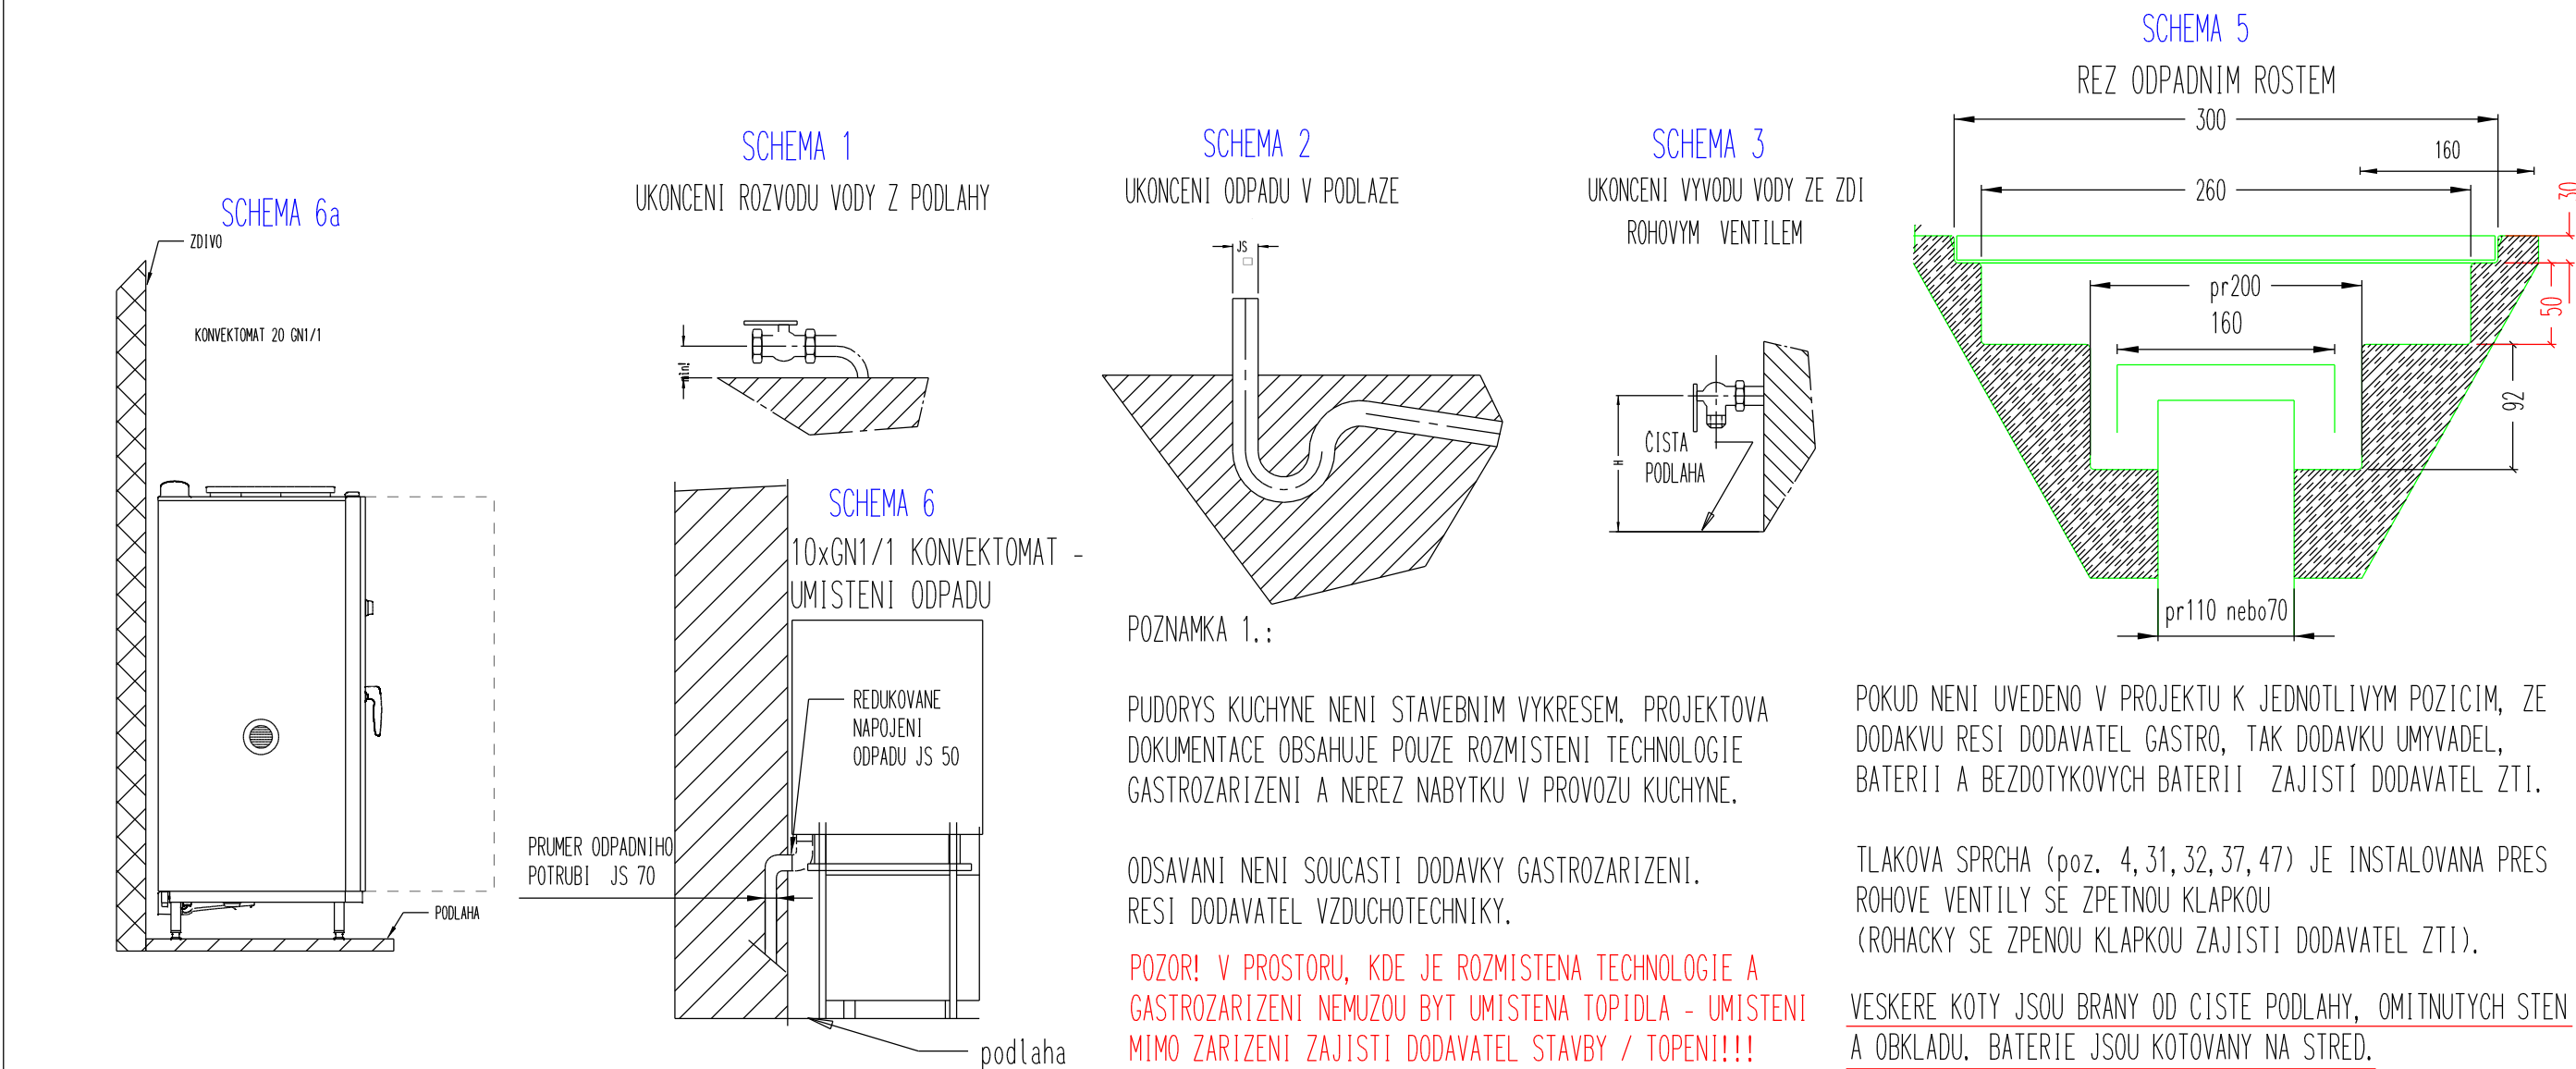 SCHEMA 6a
ZDIVO
KONVEKTOMAT 20 GN1/1
PODLAHA
SCHEMA 1
UKONCENI ROZVODU VODY Z PODLAHY
min!
SCHEMA 6
10xGN1/1 KONVEKTOMAT -
UMISTENI ODPADU
REDUKOVANE
NAPOJENI
ODPADU JS 50
PRUMER ODPADNIHO
POTRUBI JS 70
podlaha
SCHEMA 2
UKONCENI ODPADU V PODLAZE
JS
SCHEMA 3
UKONCENI VYVODU VODY ZE ZDI
ROHOVYM VENTILEM
H
ČISTA
PODLAHA
SCHEMA 5
REZ ODPADNIM ROSTEM
300
160
260
30
pr200
160
50
92
pr110 nebo70
POZNAMKA 1.:
PUDORYS KUCHYNE NENI STAVEBNIM VYKRESEM. PROJEKTOVA
DOKUMENTACE OBSAHUJE POUZE ROZMISTENI TECHNOLOGIE
GASTROZARIZENI A NEREZ NABYTKU V PROVOZU KUCHYNE.
ODSAVANI NENI SOUCASTI DODAVKY GASTROZARIZENI.
RESI DODAVATEL VZDUCHOTECHNIKY.
POZOR! V PROSTORU, KDE JE ROZMISTENA TECHNOLOGIE A
GASTROZARIZENI NEMUZOU BYT UMISTENA TOPIDLA - UMISTENI
MIMO ZARIZENI ZAJISTI DODAVATEL STAVBY / TOPENI!!!
POKUD NENI UVEDENO V PROJEKTU K JEDNOTLIVYM POZICIM, ZE
DODAKVU RESI DODAVATEL GASTRO, TAK DODAVKU UMYVADEL,
BATERII A BEZDOTYKOVYCH BATERII ZAJISTÍ DODAVATEL ZTI.
TLAKOVA SPRCHA (poz. 4,31,32,37,47) JE INSTALOVANA PRES
ROHOVE VENTILY SE ZPETNOU KLAPKOU
(ROHACKY SE ZPENOU KLAPKOU ZAJISTI DODAVATEL ZTI).
VESKERE KOTY JSOU BRANY OD CISTE PODLAHY, OMITNUTYCH STEN
A OBKLADU. BATERIE JSOU KOTOVANY NA STRED.